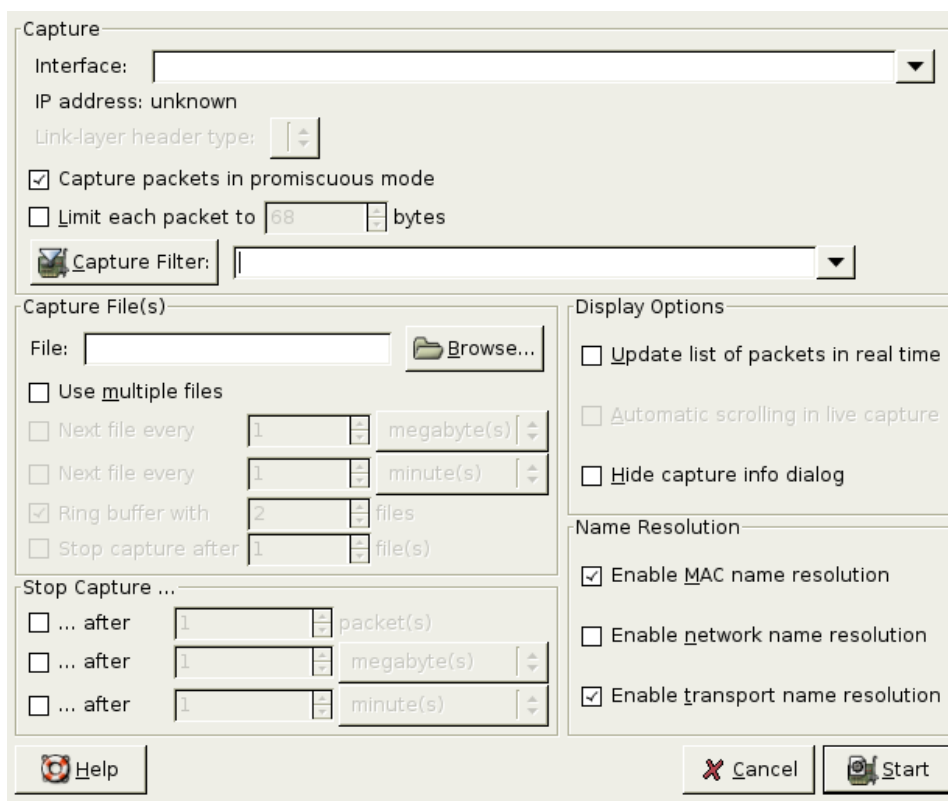 Capture
Interface:
IP address: unknown
Link-layer header type:
Capture packets in promiscuous mode
Limit each packet to 68 bytes
Capture Filter:
Capture File(s)
File: Browse...
Use multiple files
Next file every 1 megabyte(s)
Next file every 1 minute(s)
Ring buffer with 2 files
Stop capture after 1 file(s)
Stop Capture ...
... after 1 packet(s)
... after 1 megabyte(s)
... after 1 minute(s)
Display Options
Update list of packets in real time
Automatic scrolling in live capture
Hide capture info dialog
Name Resolution
Enable MAC name resolution
Enable network name resolution
Enable transport name resolution
Help
Cancel
Start